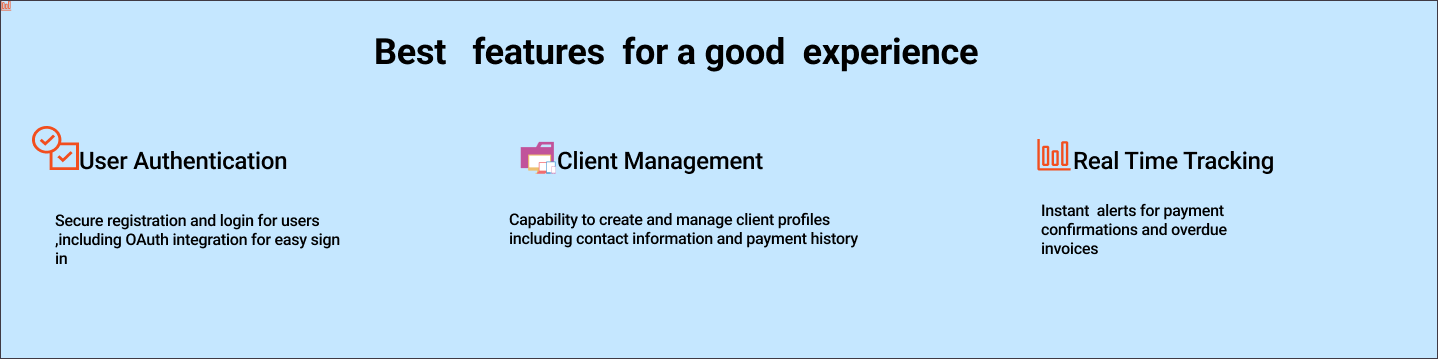 Best features for a good experience
User Authentication
Secure registration and login for users
,including OAuth integration for easy sign
in
Client Management
Capability to create and manage client profiles
including contact information and payment history
Real Time Tracking
Instant alerts for payment
confirmations and overdue
invoices